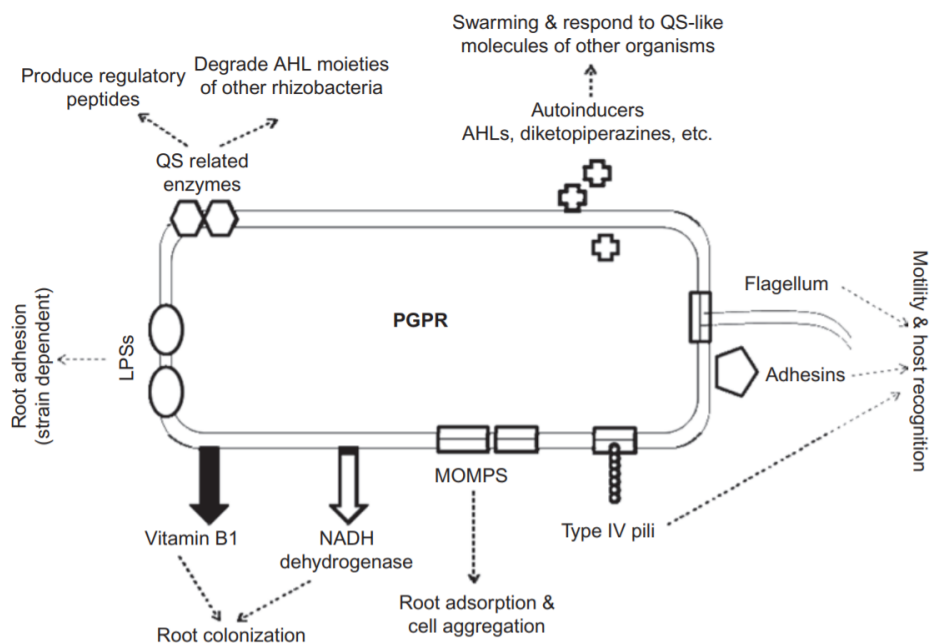 Swarming & respond to QS-like
molecules of other organisms
Produce regulatory
peptides
Degrade AHL moieties
of other rhizobacteria
Autoinducers
AHLs, diketopiperazines, etc.
QS related
enzymes
Root adhesion
(strain dependent)
LPSs
PGPR
Flagellum
Adhesins
Motility & host recognition
MOMPS
Type IV pili
Vitamin B1
NADH
dehydrogenase
Root colonization
Root adsorption &
cell aggregation